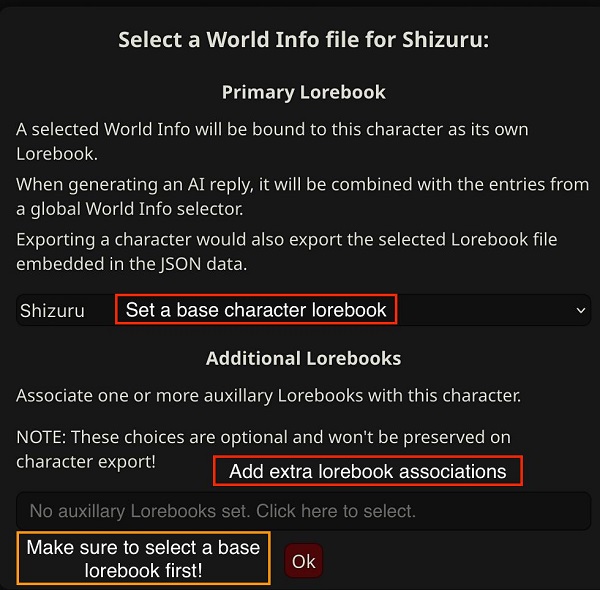 Select a World Info file for Shizuru:
Primary Lorebook
A selected World Info will be bound to this character as its own
Lorebook.
When generating an AI reply, it will be combined with the entries from
a global World Info selector.
Exporting a character would also export the selected Lorebook file
embedded in the JSON data.
Shizuru
Set a base character lorebook
Additional Lorebooks
Associate one or more auxillary Lorebooks with this character.
NOTE: These choices are optional and won't be preserved on
character export!
Add extra lorebook associations
No auxillary Lorebooks set. Click here to select.
Make sure to select a base
lorebook first!
Ok